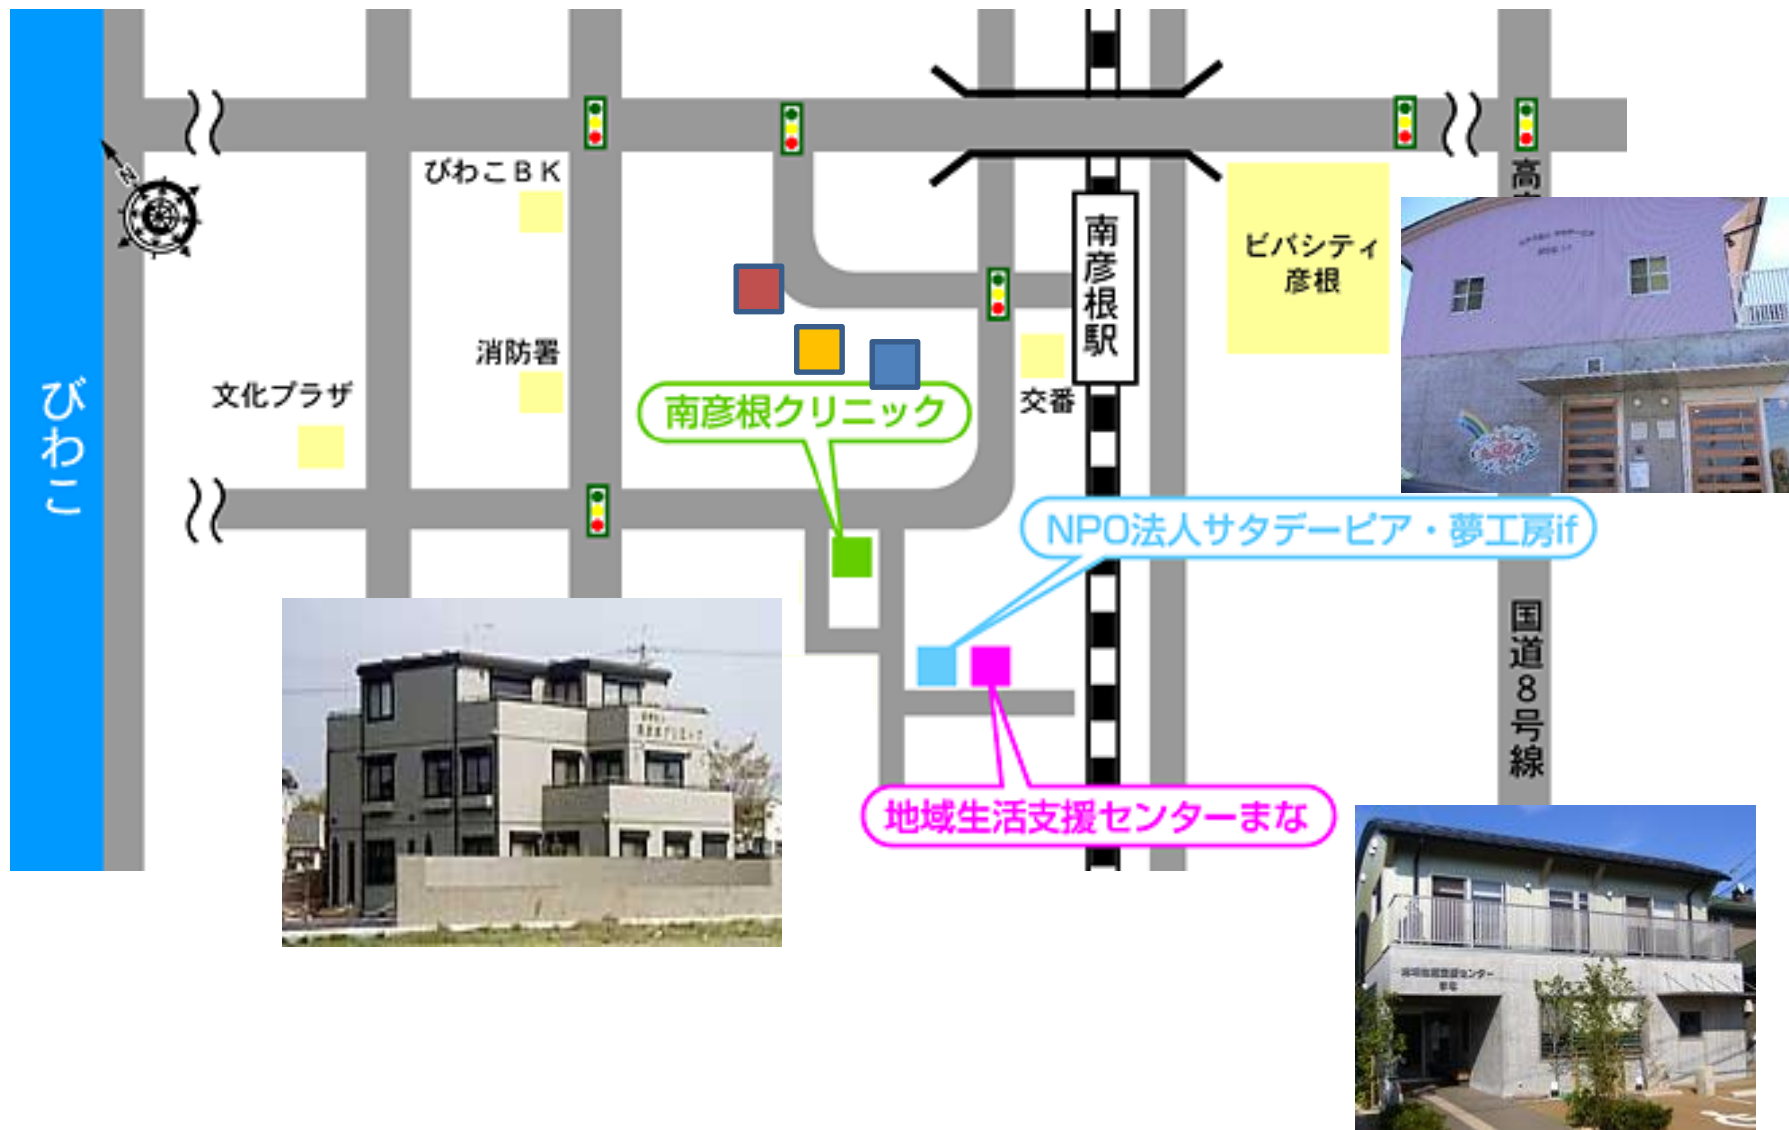 びわこＢＫ
高
N
南彦根駅
ビバシティ
彦根
消防署
文化プラザ
びわこ
交番
南彦根クリニック
NPO法人サタデーピア・夢工房if
国道８号線
地域生活支援センターまな